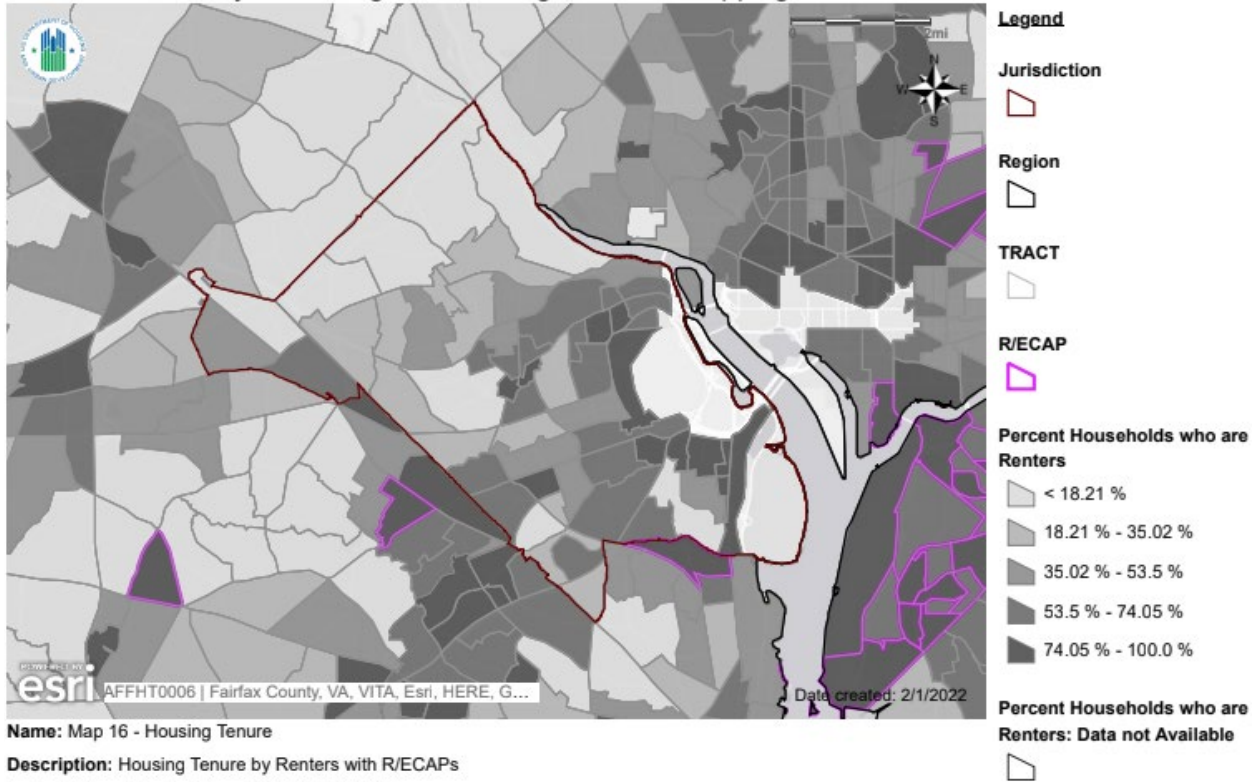 Legend
0
2mi
N
W
E
S
Jurisdiction
Region
TRACT
R/ECAP
Percent Households who are
Renters
< 18.21 %
18.21 % - 35.02 %
35.02 % - 53.5 %
53.5 % - 74.05 %
74.05 % - 100.0 %
POWERED BY
esri
AFFHT0006 | Fairfax County, VA, VITA, Esri, HERE, G...
Date created: 2/1/2022
Percent Households who are
Renters: Data not Available
Name: Map 16 - Housing Tenure
Description: Housing Tenure by Renters with R/ECAPs